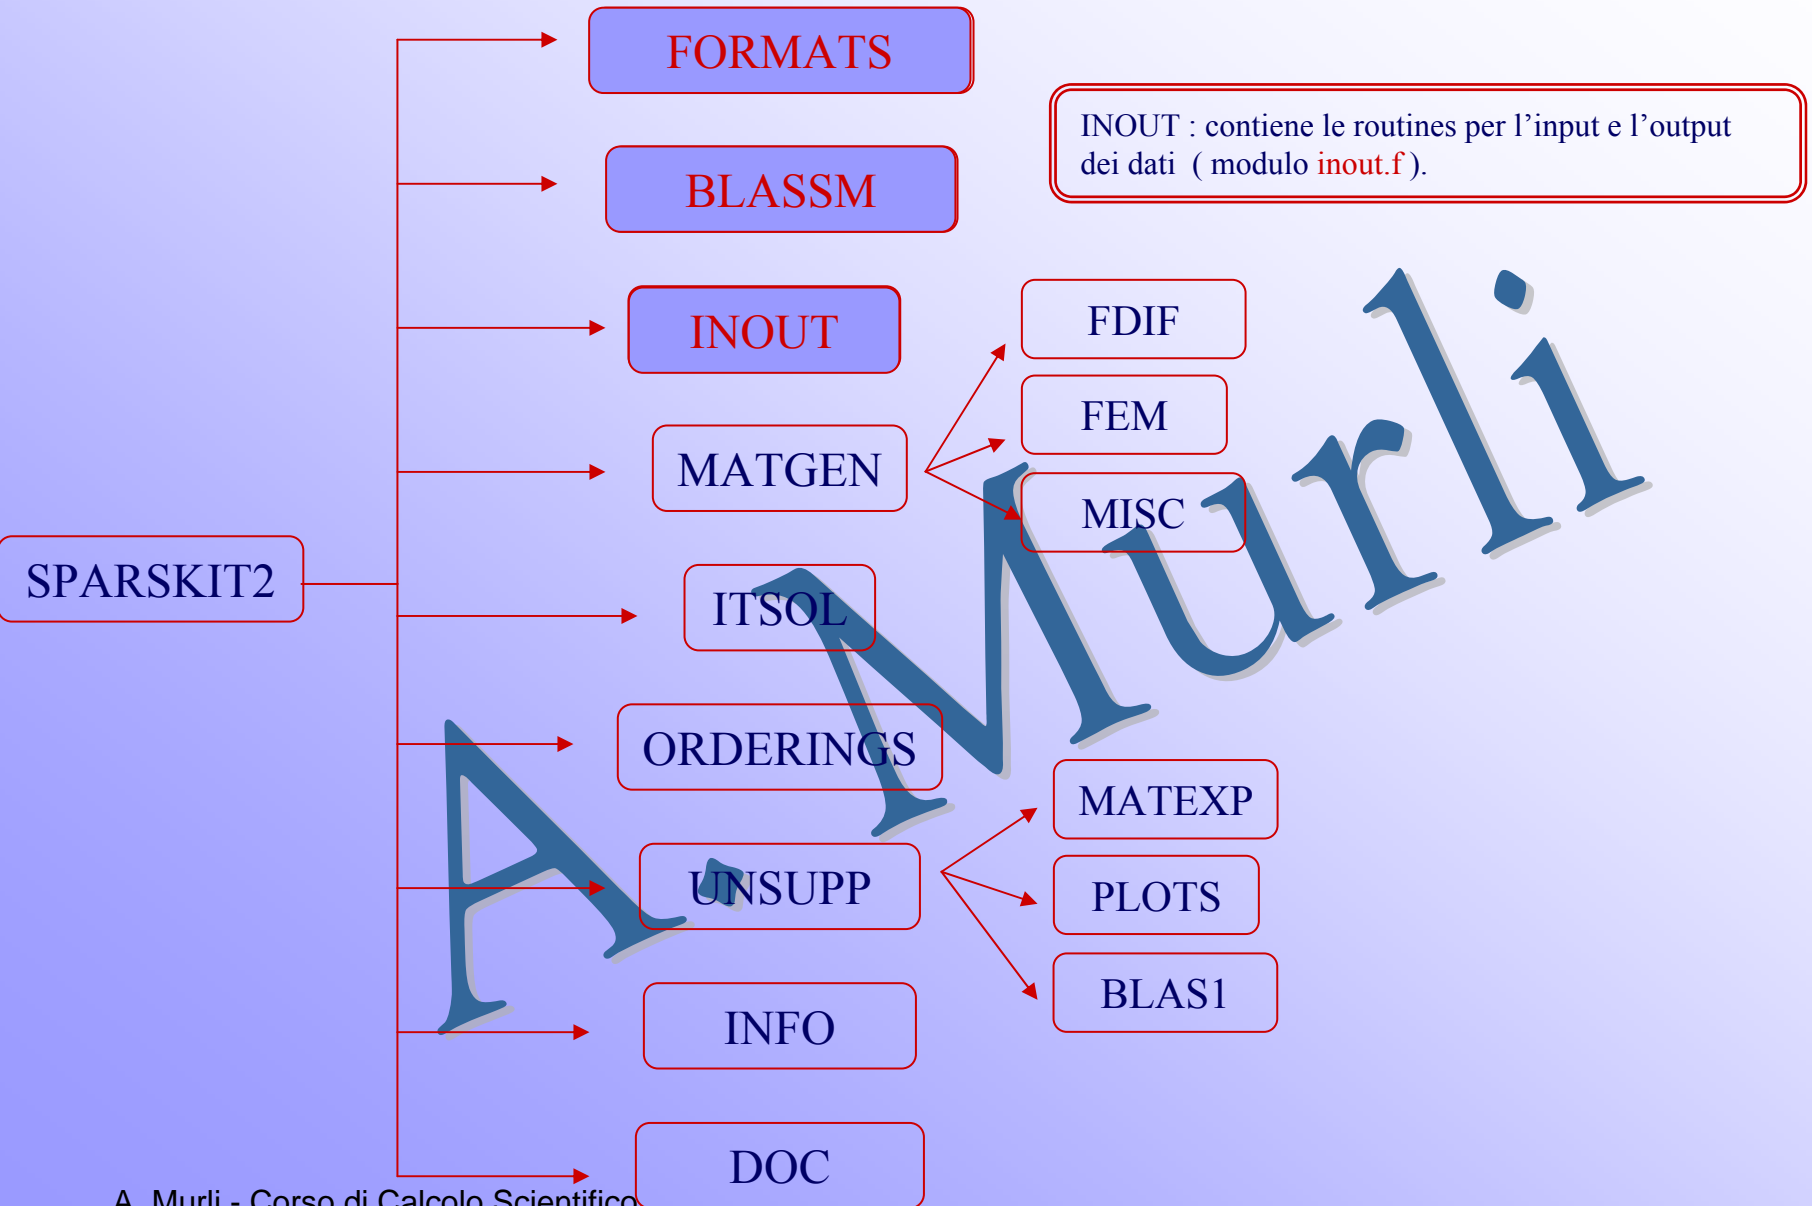 FORMATS
INOUT : contiene le routines per l’input e l’output
dei dati ( modulo inout.f ).
BLASSM
INOUT
FDIF
FEM
MATGEN
MISC
SPARSKIT2
ITSOL
ORDERINGS
MATEXP
UNSUPP
PLOTS
BLAS1
INFO
DOC
A. Murli
A. Murli - Corso di Calcolo Scientifico